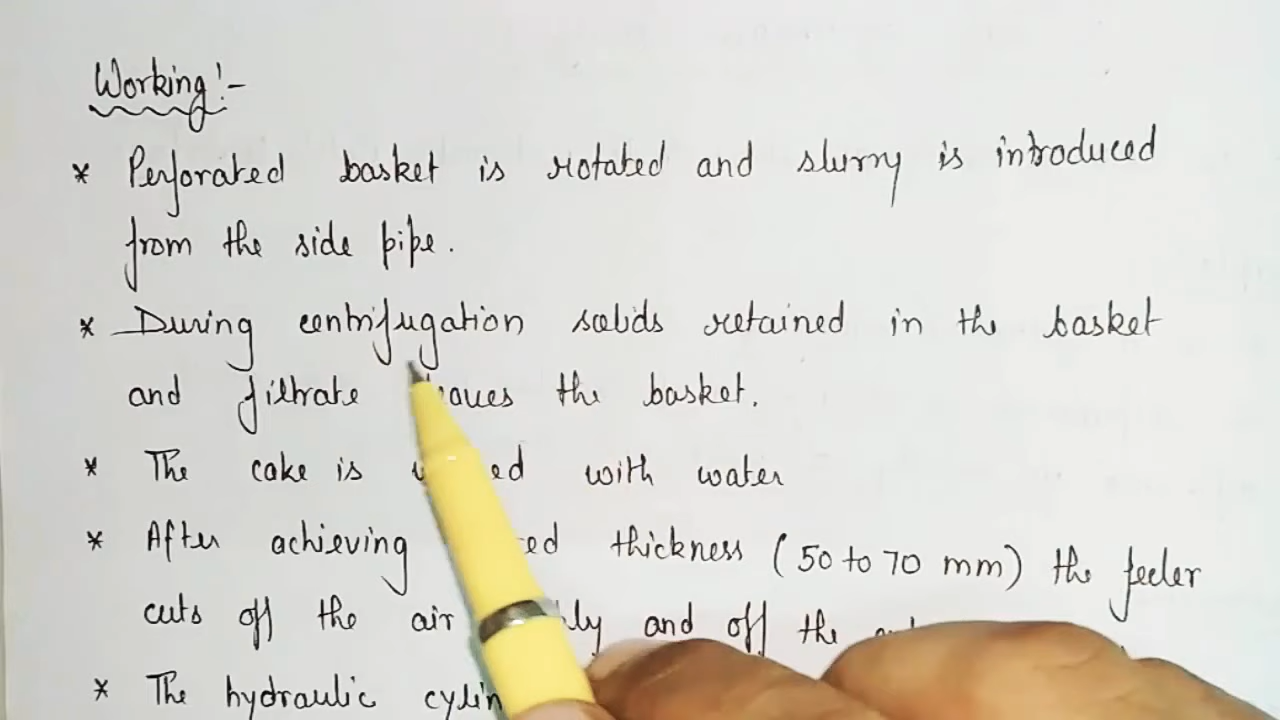 Working:-
* Perforated basket is rotated and slurry is introduced
from the side pipe.
* During centrifugation solids retained in the basket
and filtrate leaves the basket.
* The cake is with water
* After achieving thickness (50 to 70 mm) the feeler
cuts off the air and off the
* The hydraulic